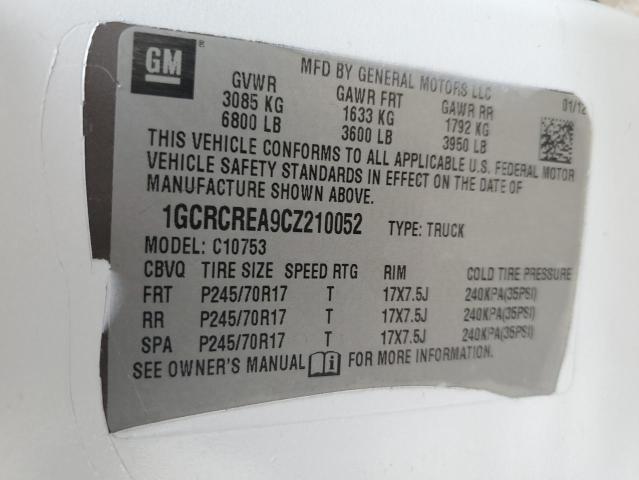 GM
®
MFD BY GENERAL MOTORS LLC
01/12
GVWR GAWR FRT GAWR RR
3085 KG 1633 KG 1792 KG
6800 LB 3600 LB 3950 LB
THIS VEHICLE CONFORMS TO ALL APPLICABLE U.S. FEDERAL MOTOR
VEHICLE SAFETY STANDARDS IN EFFECT ON THE DATE OF
MANUFACTURE SHOWN ABOVE.
1GCRCREA9CZ210052 TYPE: TRUCK
MODEL: C10753
CBVQ TIRE SIZE SPEED RTG RIM COLD TIRE PRESSURE
FRT P245/70R17 T 17X7.5J 240KPA(35PSI)
RR P245/70R17 T 17X7.5J 240KPA(35PSI)
SPA P245/70R17 T 17X7.5J 240KPA(35PSI)
SEE OWNER'S MANUAL FOR MORE INFORMATION.